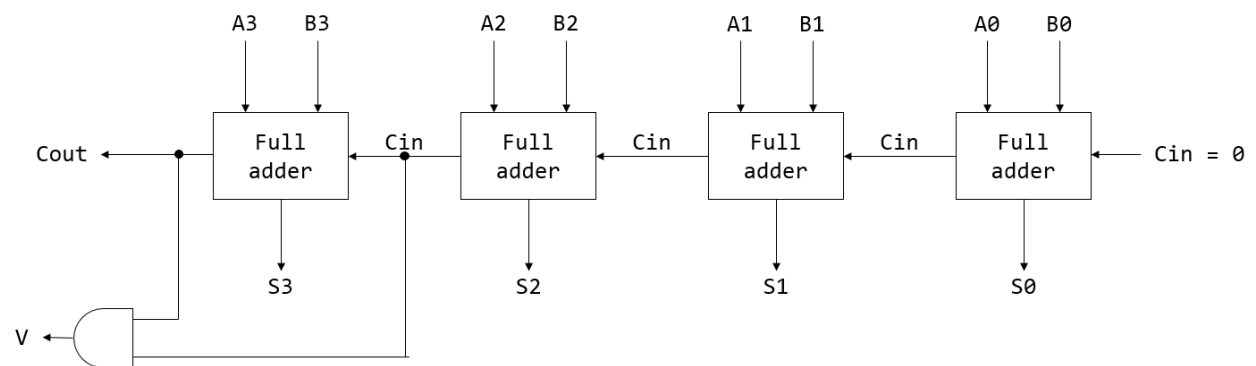 A3 B3 A2 B2 A1 B1 A0 B0
Cout Full adder Cin Full adder Cin Full adder Cin Full adder Cin = 0
S3 S2 S1 S0
V